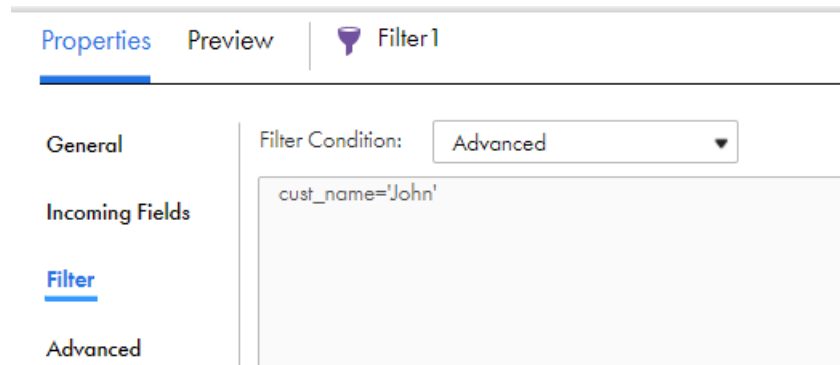 Properties Preview Filter1
General
Filter Condition: Advanced
cust_name='John'
Incoming Fields
Filter
Advanced